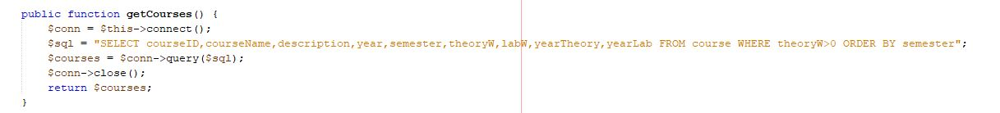 public function getCourses() {
$conn = $this->connect();
$sql = "SELECT courseID,courseName,description,year,semester,theoryW,labW,yearTheory,yearLab FROM course WHERE theoryW>0 ORDER BY semester";
$courses = $conn->query($sql);
$conn->close();
return $courses;
}